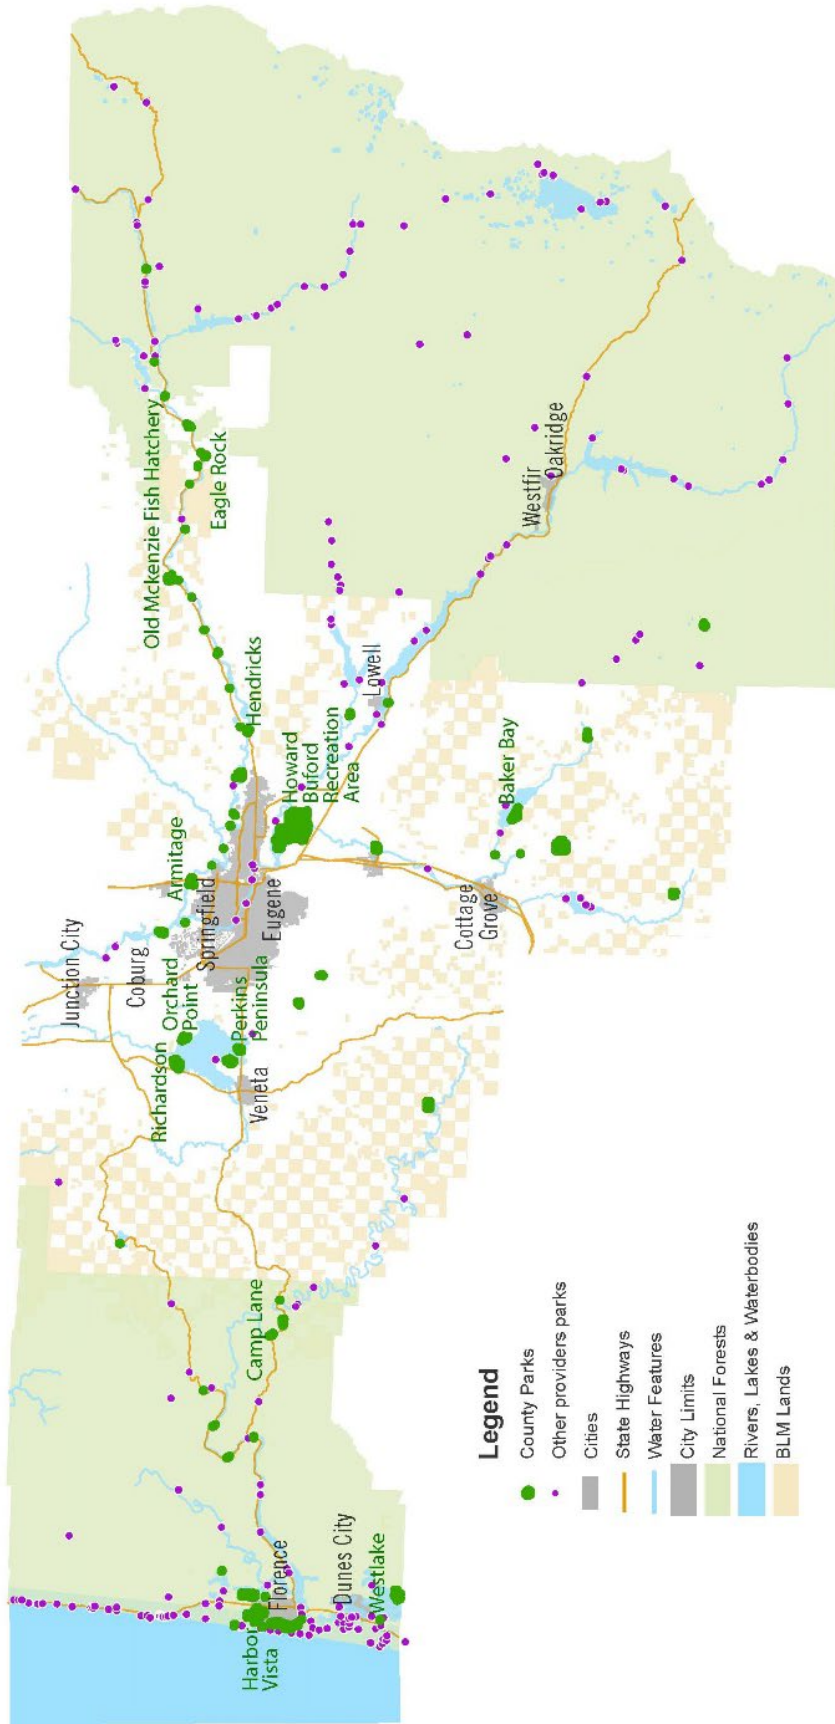 Junction City
Coburg
Orchard
Point
Richardson
Armitage
Springfield
Eugene
Perkins
Peninsula
Veneta
Old Mckenzie Fish Hatchery
Eagle Rock
Hendricks
Howard
Buford
Recreation
Area
Lowell
Westfir
Oakridge
Baker Bay
Cottage
Grove
Camp Lane
Harbor
Vista
Florence
Dunes City
Westlake
Legend
County Parks
Other providers parks
Cities
State Highways
Water Features
City Limits
National Forests
Rivers, Lakes & Waterbodies
BLM Lands